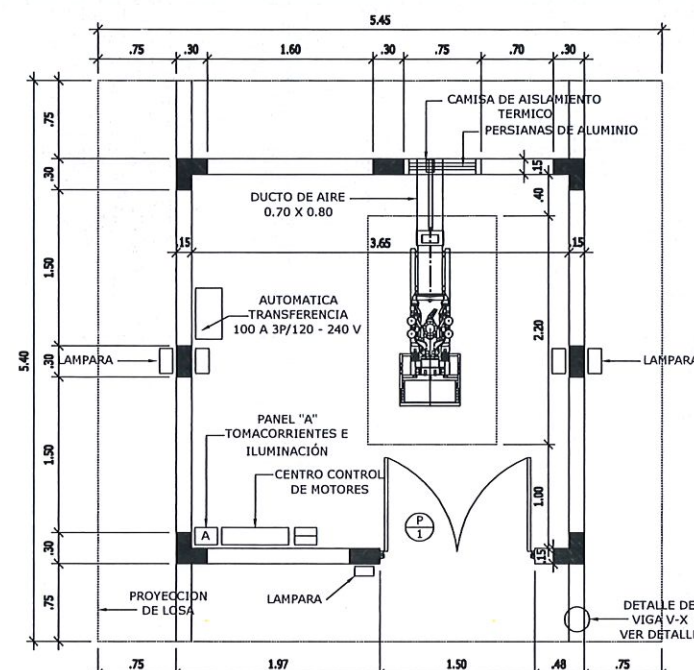 5.45
.75 .30 1.60 .30 .75 .70 .30
CAMISA DE AISLAMIENTO
TERMICO
PERSIANAS DE ALUMINIO
.75
.30
.15
.40
DUCTO DE AIRE
0.70 X 0.80
.15 3.65 .15
1.50
AUTOMATICA
TRANSFERENCIA
100 A 3P/120 - 240 V
2.20
5.40
LAMPARA
.30
LAMPARA
PANEL "A"
TOMACORRIENTES E
ILUMINACIÓN
1.50
CENTRO CONTROL
DE MOTORES
1.00
A
P
1
.30
.15
PROYECCION
DE LOSA
LAMPARA
.75
DETALLE DE
VIGA V-X
VER DETALLE
.75 1.97 1.50 .48 .75